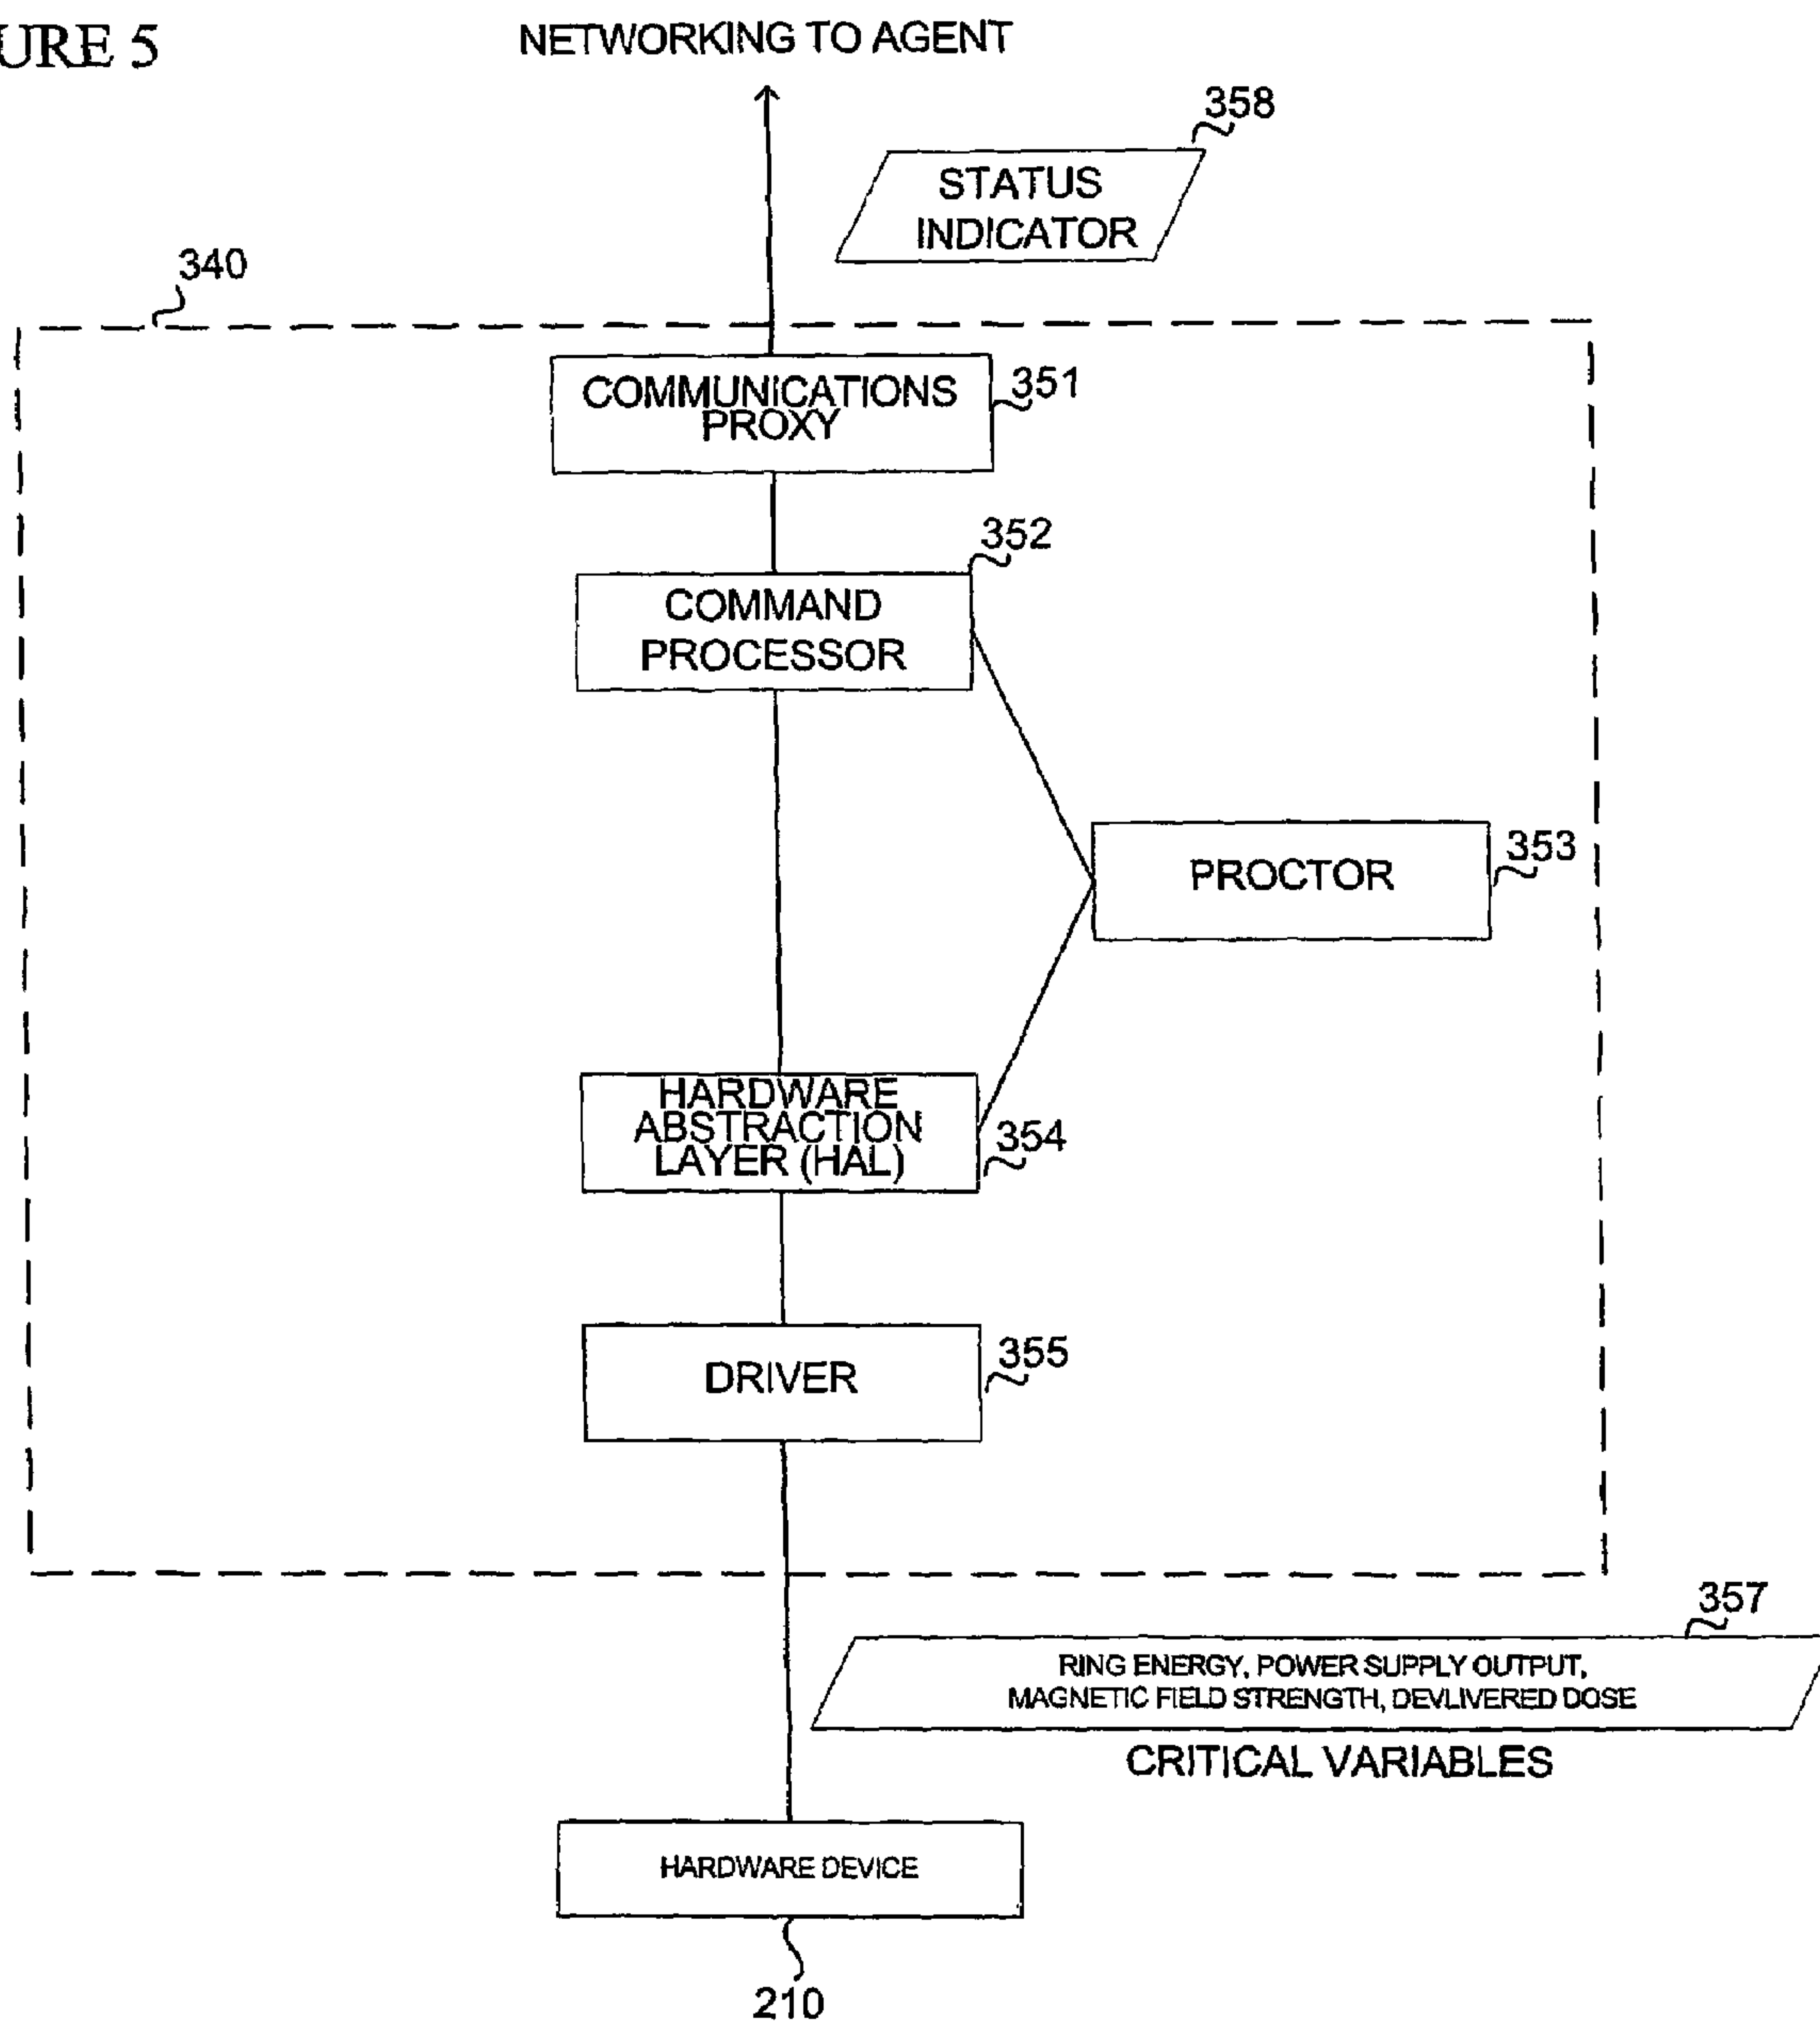 URE 5
NETWORKING TO AGENT
358
STATUS
INDICATOR
340
COMMUNICATIONS
PROXY
351
352
COMMAND
PROCESSOR
PROCTOR
353
HARDWARE
ABSTRACTION
LAYER (HAL)
354
DRIVER
355
357
RING ENERGY, POWER SUPPLY OUTPUT,
MAGNETIC FIELD STRENGTH, DEVLIVERED DOSE
CRITICAL VARIABLES
HARDWARE DEVICE
210